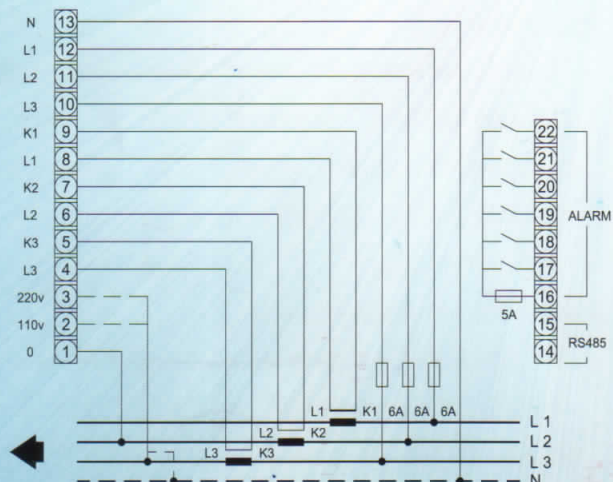 N 13
L1 12
L2 11
L3 10
K1 9
L1 8
K2 7
L2 6
K3 5
L3 4
220v 3
110v 2
0 1
22
21
20
19
18
17
16
15
14
ALARM
5A
RS485
L1 K1 6A 6A 6A L 1
L2 K2 L 2
L3 K3 L 3
N